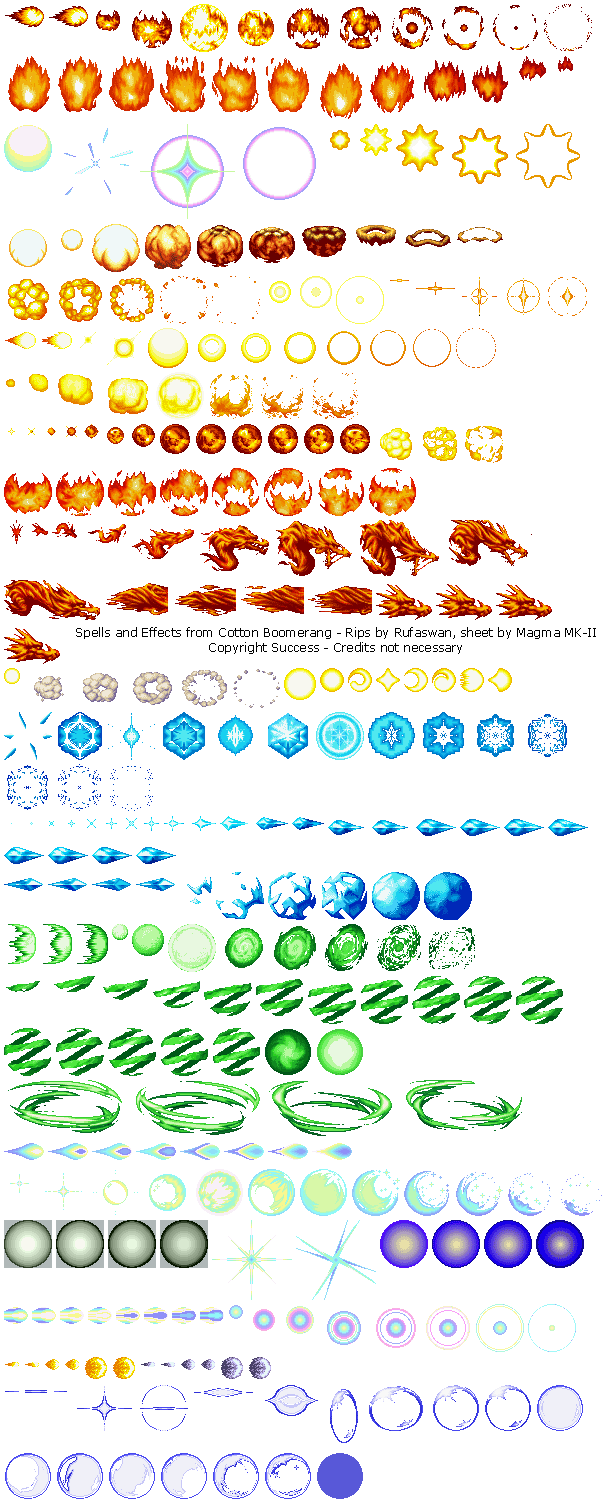 Spells and Effects from Cotton Boomerang - Rips by Rufaswan, sheet by Magma MK-II
Copyright Success - Credits not necessary